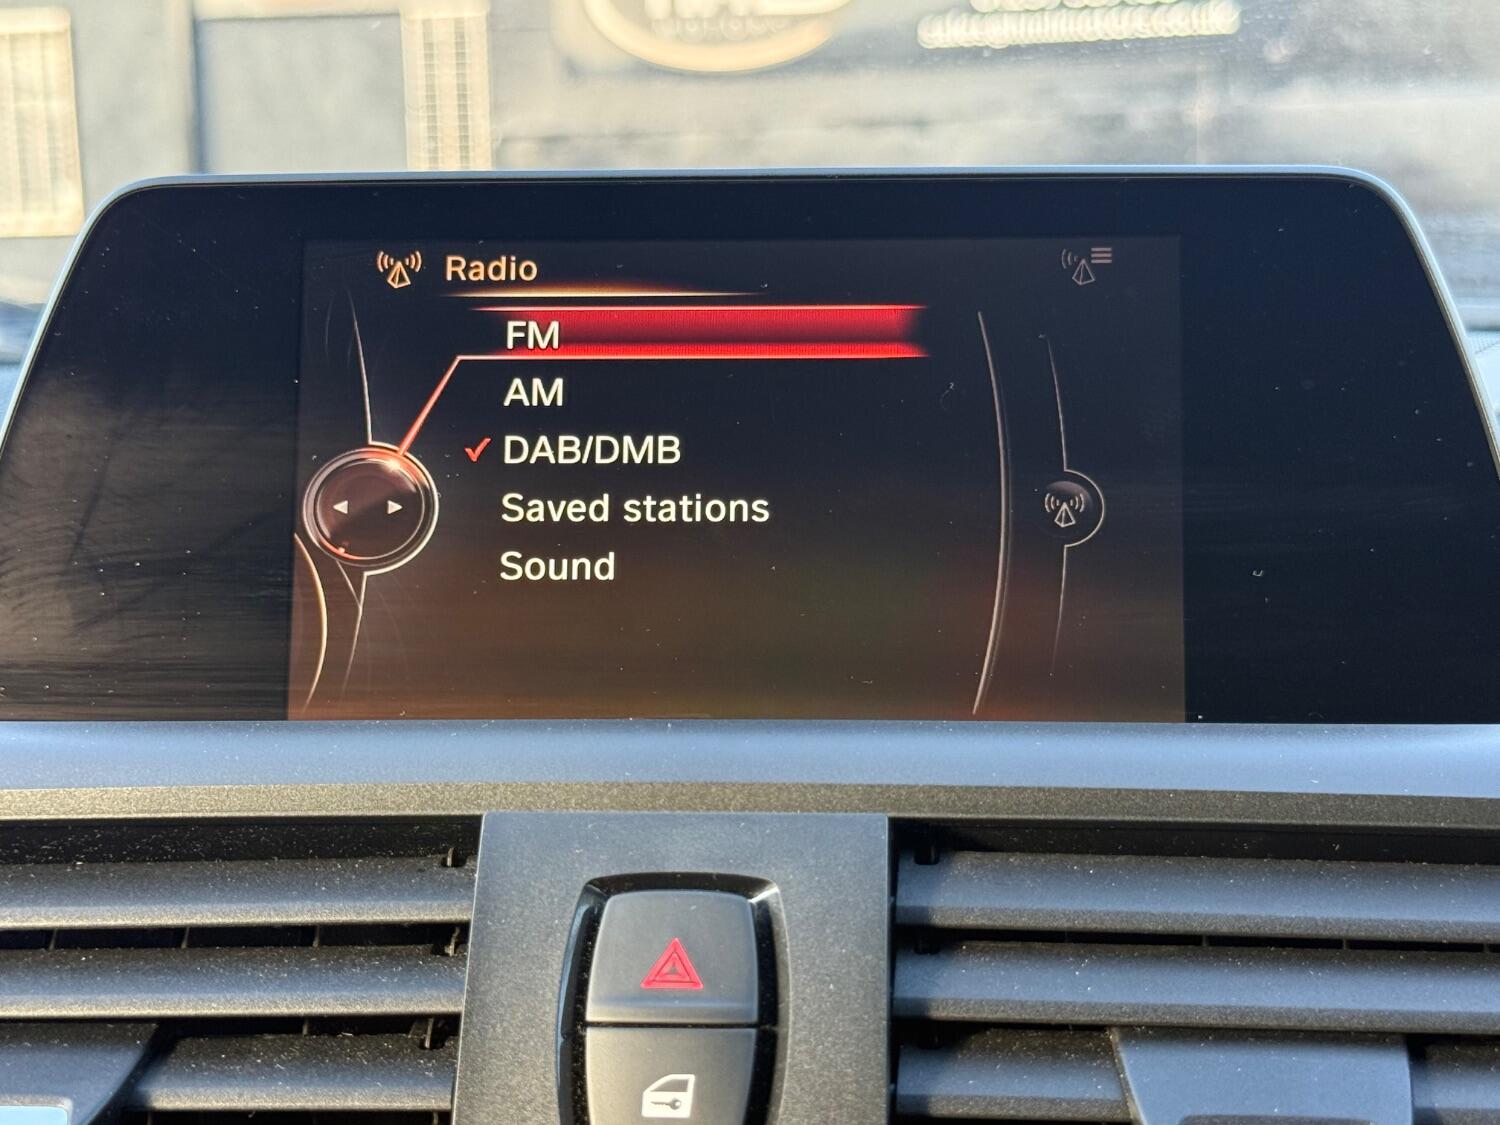 Radio
FM
AM
DAB/DMB
Saved stations
Sound